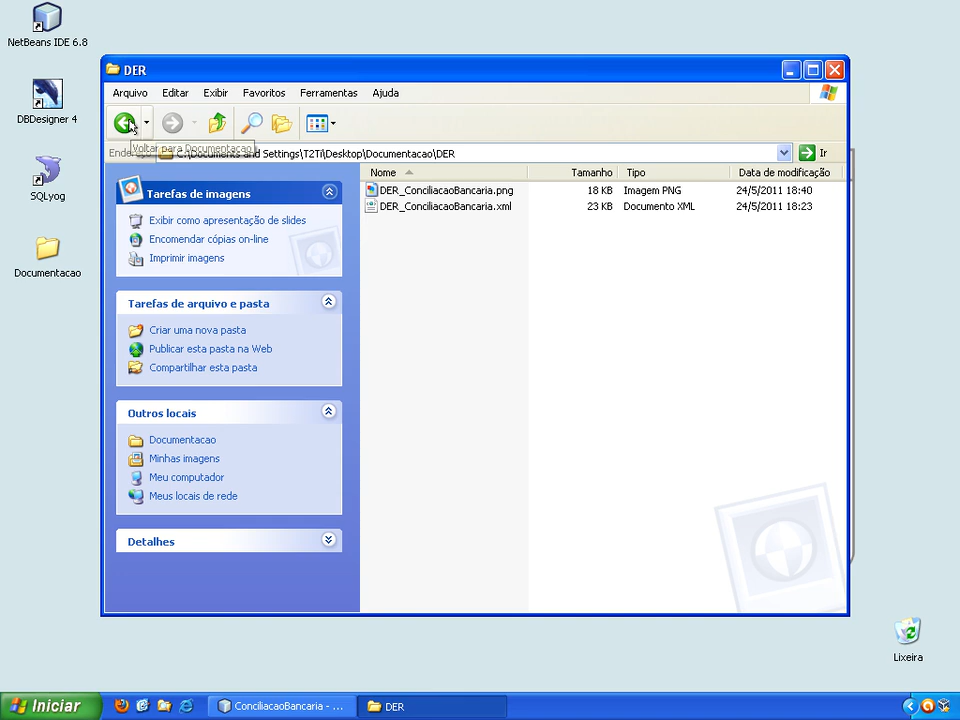 NetBeans IDE 6.8
DBDesigner 4
SQLyog
Documentacao
DER
Arquivo Editar Exibir Favoritos Ferramentas Ajuda
Voltar para Documentacao
C:\Documents and Settings\T2Ti\Desktop\Documentacao\DER
Ir
Nome Tamanho Tipo Data de modificação
DER_ConciliacaoBancaria.png 18 KB Imagem PNG 24/5/2011 18:40
DER_ConciliacaoBancaria.xml 23 KB Documento XML 24/5/2011 18:23
Tarefas de imagens
Exibir como apresentação de slides
Encomendar cópias on-line
Imprimir imagens
Tarefas de arquivo e pasta
Criar uma nova pasta
Publicar esta pasta na Web
Compartilhar esta pasta
Outros locais
Documentacao
Minhas imagens
Meu computador
Meus locais de rede
Detalhes
Lixeira
Iniciar
ConciliacaoBancaria - ...
DER